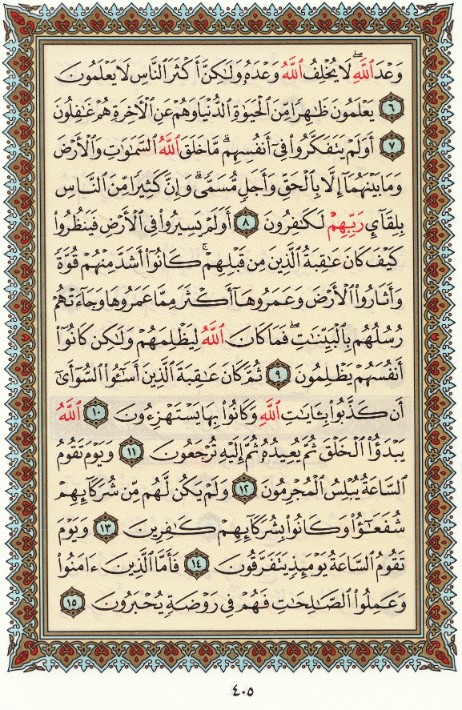 وَعْدَ ٱللَّهِ ۖ لَا يُخْلِفُ ٱللَّهُ وَعْدَهُۥ وَلَـٰكِنَّ أَكْثَرَ ٱلنَّاسِ لَا يَعْلَمُونَ
٦ يَعْلَمُونَ ظَـٰهِرًا مِّنَ ٱلْحَيَوٰةِ ٱلدُّنْيَا وَهُمْ عَنِ ٱلْـَٔاخِرَةِ هُمْ غَـٰفِلُونَ
٧ أَوَلَمْ يَتَفَكَّرُوا۟ فِىٓ أَنفُسِهِم ۗ مَّا خَلَقَ ٱللَّهُ ٱلسَّمَـٰوَٰتِ وَٱلْأَرْضَ
وَمَا بَيْنَهُمَآ إِلَّا بِٱلْحَقِّ وَأَجَلٍ مُّسَمًّى ۗ وَإِنَّ كَثِيرًا مِّنَ ٱلنَّاسِ
بِلِقَآئِ رَبِّهِمْ لَكَـٰفِرُونَ ٨ أَوَلَمْ يَسِيرُوا۟ فِى ٱلْأَرْضِ فَيَنظُرُوا۟
كَيْفَ كَانَ عَـٰقِبَةُ ٱلَّذِينَ مِن قَبْلِهِمْ ۚ كَانُوٓا۟ أَشَدَّ مِنْهُمْ قُوَّةً
وَأَثَارُوا۟ ٱلْأَرْضَ وَعَمَرُوهَآ أَكْثَرَ مِمَّا عَمَرُوهَا وَجَآءَتْهُمْ
رُسُلُهُم بِٱلْبَيِّنَـٰتِ ۖ فَمَا كَانَ ٱللَّهُ لِيَظْلِمَهُمْ وَلَـٰكِن كَانُوٓا۟
أَنفُسَهُمْ يَظْلِمُونَ ٩ ثُمَّ كَانَ عَـٰقِبَةَ ٱلَّذِينَ أَسَـٰٓـُٔوا۟ ٱلسُّوٓأَىٰٓ
أَن كَذَّبُوا۟ بِـَٔايَـٰتِ ٱللَّهِ وَكَانُوا۟ بِهَا يَسْتَهْزِءُونَ ١٠ ٱللَّهُ
يَبْدَؤُا۟ ٱلْخَلْقَ ثُمَّ يُعِيدُهُۥ ثُمَّ إِلَيْهِ تُرْجَعُونَ ١١ وَيَوْمَ تَقُومُ
ٱلسَّاعَةُ يُبْلِسُ ٱلْمُجْرِمُونَ ١٢ وَلَمْ يَكُن لَّهُم مِّن شُرَكَآئِهِمْ
شُفَعَـٰٓؤُا۟ وَكَانُوا۟ بِشُرَكَآئِهِمْ كَـٰفِرِينَ ١٣ وَيَوْمَ
تَقُومُ ٱلسَّاعَةُ يَوْمَئِذٍ يَتَفَرَّقُونَ ١٤ فَأَمَّا ٱلَّذِينَ ءَامَنُوا۟
وَعَمِلُوا۟ ٱلصَّـٰلِحَـٰتِ فَهُمْ فِى رَوْضَةٍ يُحْبَرُونَ ١٥
٤٠٥